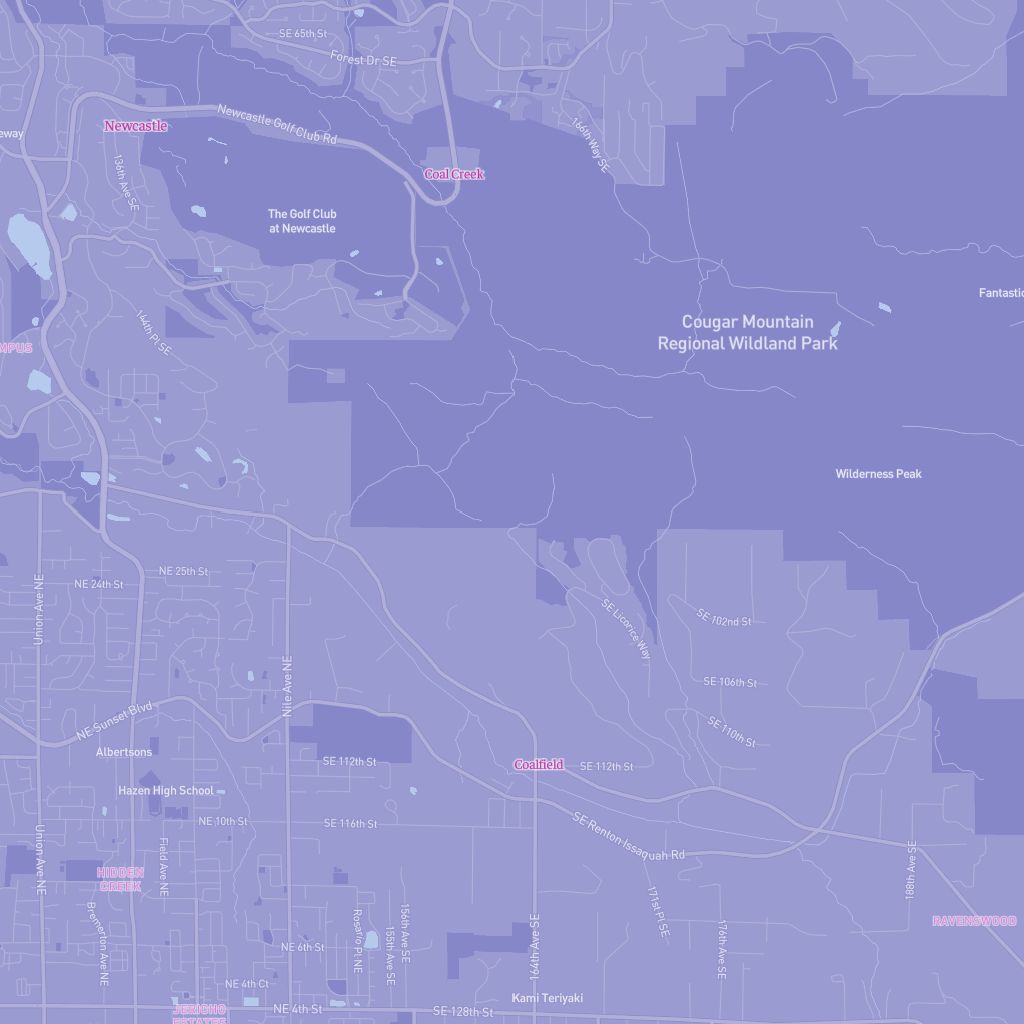 SE 65th St
Forest Dr SE
Newcastle Golf Club Rd
Newcastle
eway
166th Way SE
136th Ave SE
Coal Creek
The Golf Club
at Newcastle
Fantastic
Cougar Mountain
Regional Wildland Park
144th Pl SE
MPUS
Wilderness Peak
NE 25th St
NE 24th St
Union Ave NE
SE Licorice Way
SE 102nd St
Nile Ave NE
SE 106th St
NE Sunset Blvd
SE 110th St
Albertsons
SE 112th St
Coalfield
SE 112th St
Hazen High School
NE 10th St
SE 116th St
SE Renton Issaquah Rd
Union Ave NE
Field Ave NE
188th Ave SE
HIDDEN
CREEK
171st Pl SE
176th Ave SE
RAVENSWOOD
Bremerton Ave NE
Rosario Pl NE
156th Ave SE
155th Ave SE
164th Ave SE
NE 6th St
NE 4th Ct
Kami Teriyaki
JERICHO
ESTATES
NE 4th St
SE 128th St